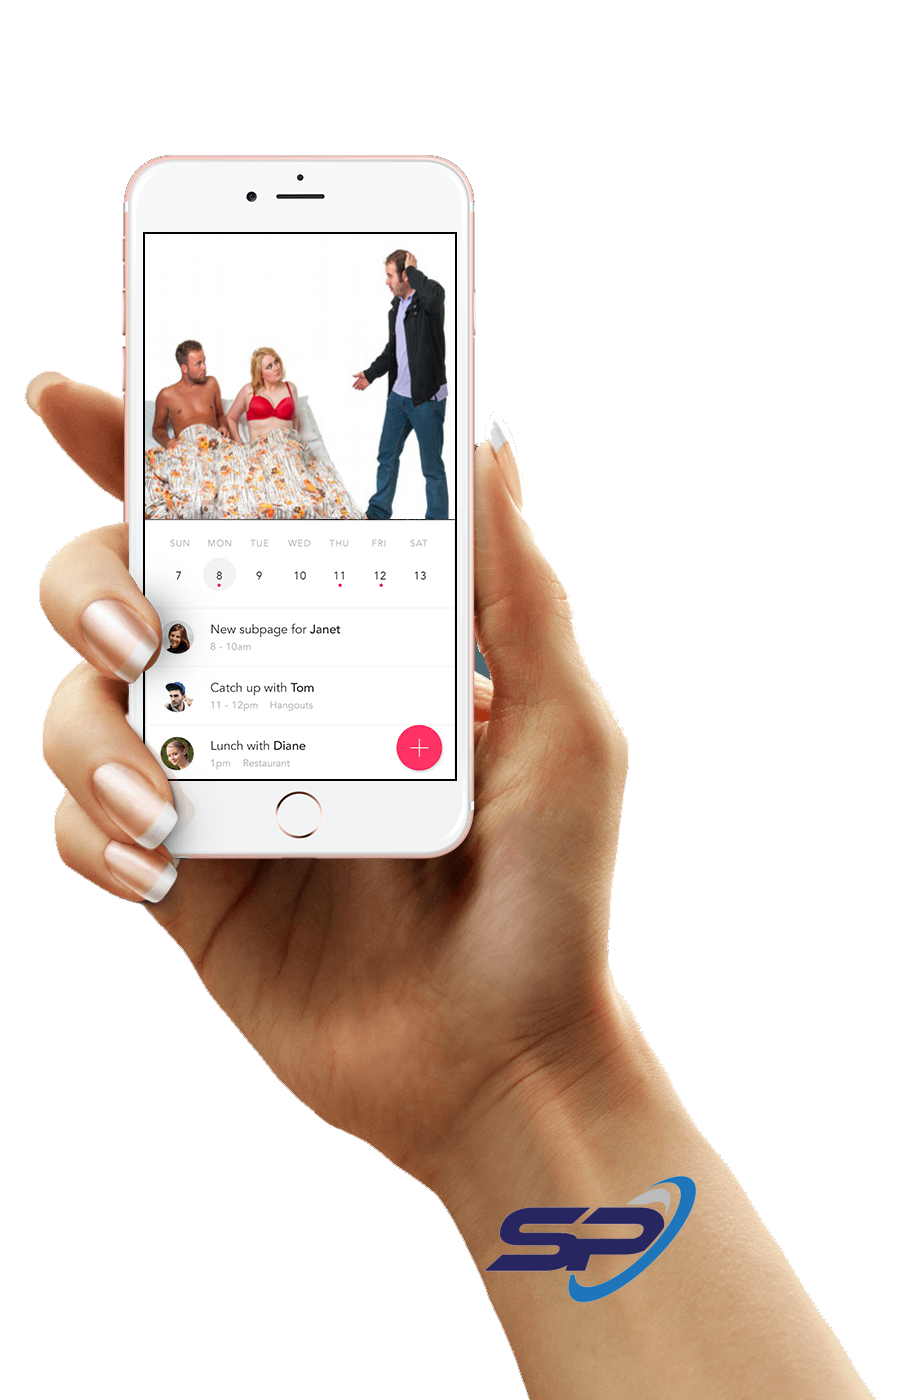 SUN MON TUE WED THU FRI SAT
7 8 9 10 11 12 13
New subpage for Janet
8 - 10am
Catch up with Tom
11 - 12pm Hangouts
Lunch with Diane
1pm Restaurant
SP